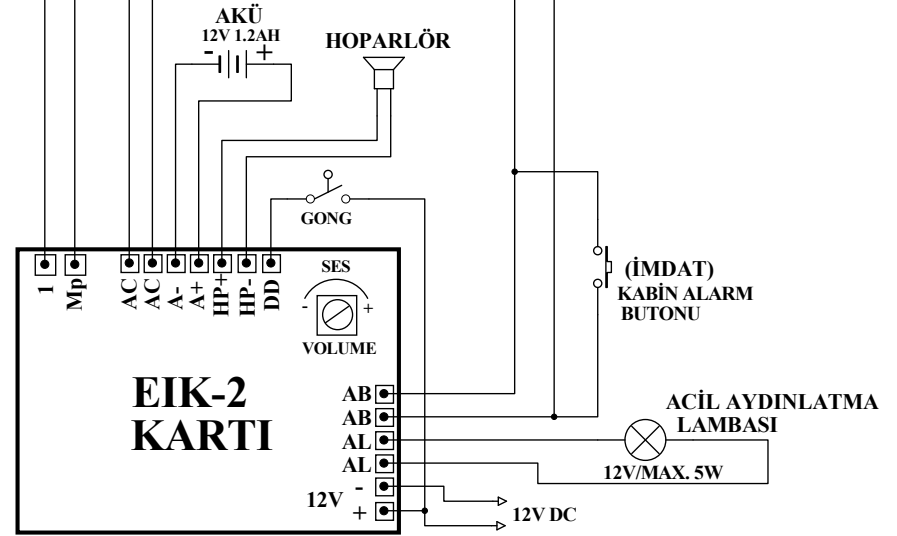 AKÜ
12V 1.2AH
- +
HOPARLÖR
GONG
1
Mp
AC
AC
A-
A+
HP+
HP-
DD
SES
- +
VOLUME
(İMDAT)
KABİN ALARM
BUTONU
EIK-2
KARTI
AB
AB
AL
AL
12V
-
+
ACİL AYDINLATMA
LAMBASI
12V/MAX. 5W
12V DC